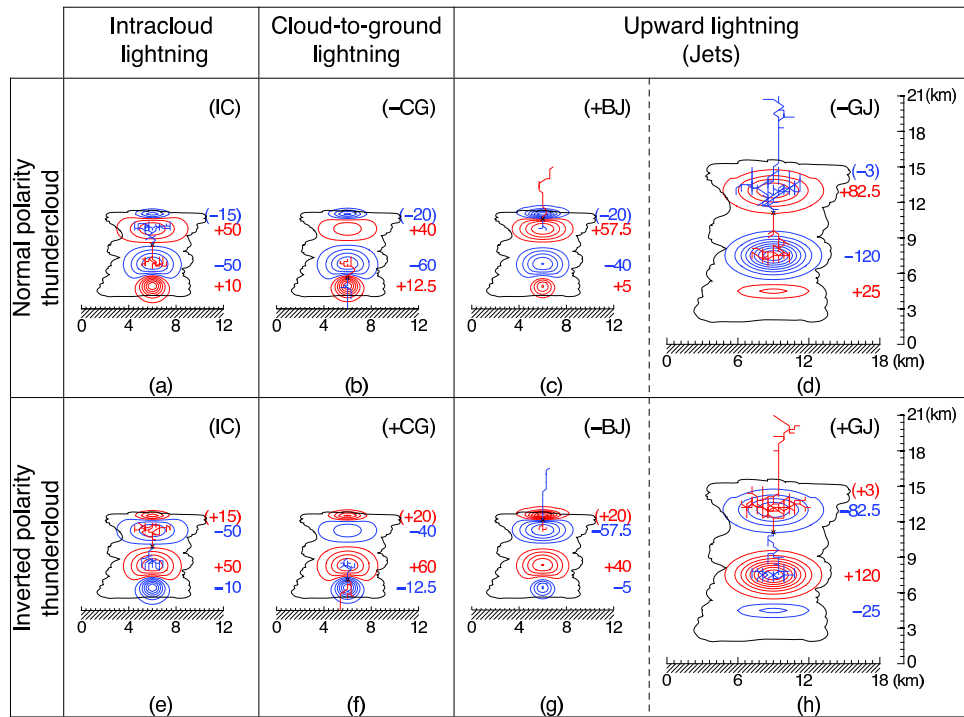 Intracloud lightning
Cloud-to-ground lightning
Upward lightning (Jets)
Normal polarity thundercloud
(IC)
(−15)
+50
−50
+10
0 4 8 12
(a)
(−CG)
(−20)
+40
−60
+12.5
0 4 8 12
(b)
(+BJ)
(−20)
+57.5
−40
+5
0 4 8 12
(c)
(−GJ)
(−3)
+82.5
−120
+25
21 (km)
18
15
12
9
6
3
0
0 6 12 18 (km)
(d)
Inverted polarity thundercloud
(IC)
(+15)
−50
+50
−10
0 4 8 12
(e)
(+CG)
(+20)
−40
+60
−12.5
0 4 8 12
(f)
(−BJ)
(+20)
−57.5
+40
−5
0 4 8 12
(g)
(+GJ)
(+3)
−82.5
+120
−25
21 (km)
18
15
12
9
6
3
0
0 6 12 18 (km)
(h)